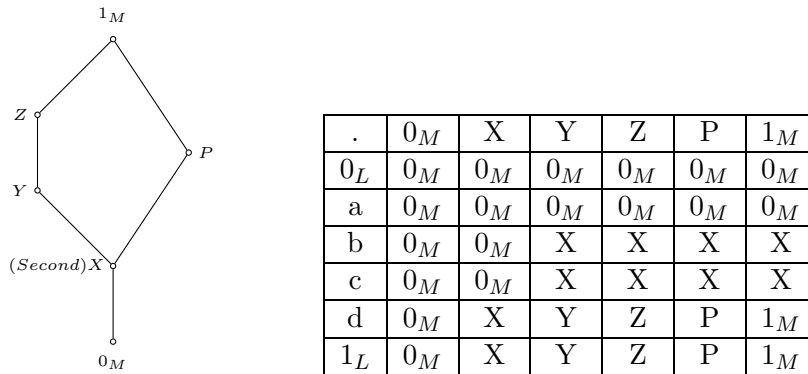 1_M
Z
P
Y
(Second)X
0_M
. 0_M X Y Z P 1_M
0_L 0_M 0_M 0_M 0_M 0_M 0_M
a 0_M 0_M 0_M 0_M 0_M 0_M
b 0_M 0_M X X X X
c 0_M 0_M X X X X
d 0_M X Y Z P 1_M
1_L 0_M X Y Z P 1_M